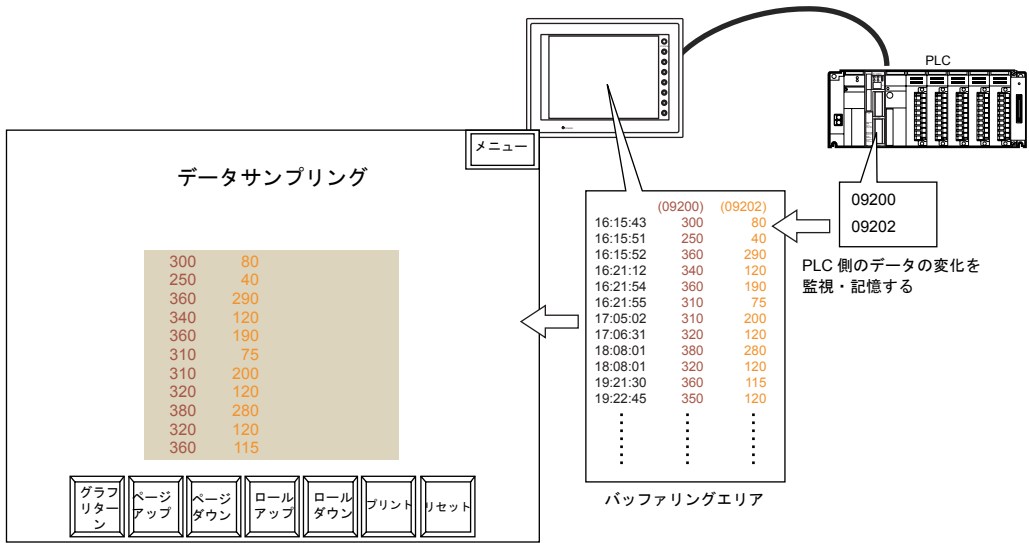 PLC
メニュー
データサンプリング
300 80
250 40
360 290
340 120
360 190
310 75
310 200
320 120
380 280
320 120
360 115
グラフ
リター
ン
ページ
アップ
ページ
ダウン
ロール
アップ
ロール
ダウン
プリント
リセット
(09200) (09202)
16:15:43 300 80
16:15:51 250 40
16:15:52 360 290
16:21:12 340 120
16:21:54 360 190
16:21:55 310 75
17:05:02 310 200
17:06:31 320 120
18:08:01 380 280
18:08:01 320 120
19:21:30 360 115
19:22:45 350 120
バッファリングエリア
09200
09202
PLC 側のデータの変化を
監視・記憶する